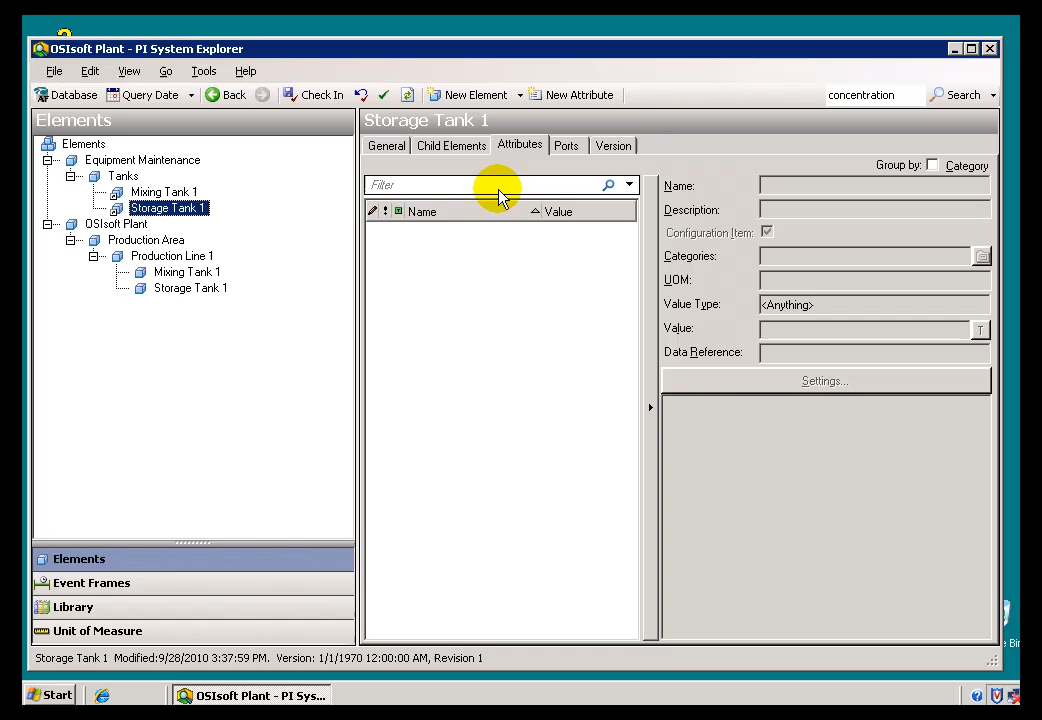 OSIsoft Plant - PI System Explorer
File Edit View Go Tools Help
Database Query Date Back Check In New Element New Attribute concentration Search
Elements
Storage Tank 1
Elements
Equipment Maintenance
Tanks
Mixing Tank 1
Storage Tank 1
OSIsoft Plant
Production Area
Production Line 1
Mixing Tank 1
Storage Tank 1
General Child Elements Attributes Ports Version
Group by: Category
Filter
Name Value
Name:
Description:
Configuration Item:
Categories:
UOM:
Value Type: <Anything>
Value: T
Data Reference:
Settings...
Elements
Event Frames
Library
Unit of Measure
Storage Tank 1 Modified:9/28/2010 3:37:59 PM. Version: 1/1/1970 12:00:00 AM, Revision 1
e Bin
Start OSIsoft Plant - PI Sys...